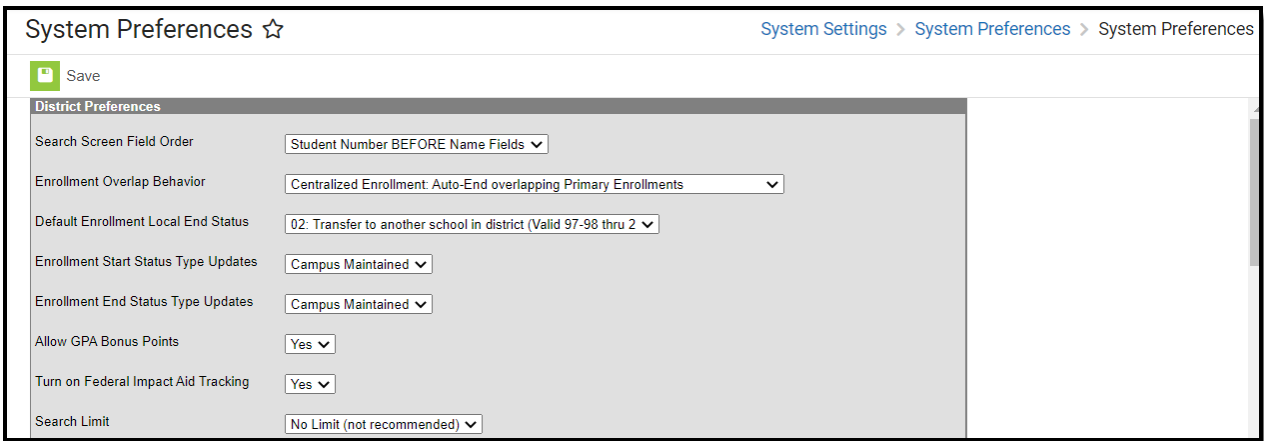 System Preferences
System Settings > System Preferences > System Preferences
Save
District Preferences
Search Screen Field Order Student Number BEFORE Name Fields
Enrollment Overlap Behavior Centralized Enrollment: Auto-End overlapping Primary Enrollments
Default Enrollment Local End Status 02: Transfer to another school in district (Valid 97-98 thru 2
Enrollment Start Status Type Updates Campus Maintained
Enrollment End Status Type Updates Campus Maintained
Allow GPA Bonus Points Yes
Turn on Federal Impact Aid Tracking Yes
Search Limit No Limit (not recommended)